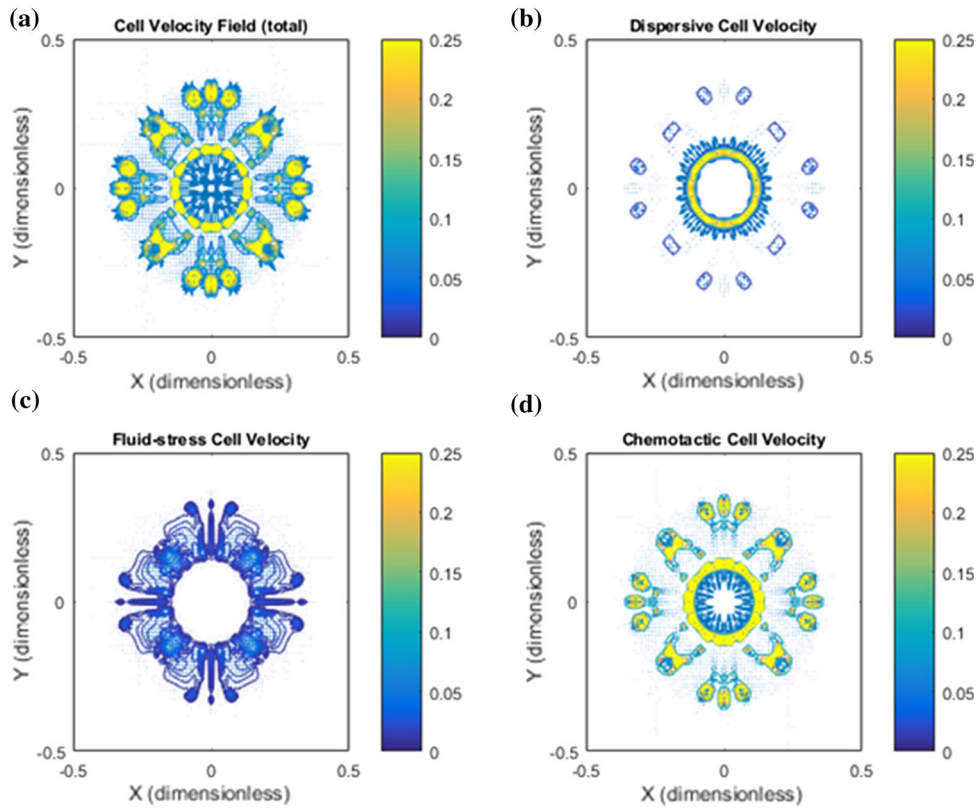 (a)
Cell Velocity Field (total)
0.5
0
-0.5
Y (dimensionless)
-0.5 0 0.5
X (dimensionless)
0.25
0.2
0.15
0.1
0.05
0
(b)
Dispersive Cell Velocity
0.5
0
-0.5
Y (dimensionless)
-0.5 0 0.5
X (dimensionless)
0.25
0.2
0.15
0.1
0.05
0
(c)
Fluid-stress Cell Velocity
0.5
0
-0.5
Y (dimensionless)
-0.5 0 0.5
X (dimensionless)
0.25
0.2
0.15
0.1
0.05
0
(d)
Chemotactic Cell Velocity
0.5
0
-0.5
Y (dimensionless)
-0.5 0 0.5
X (dimensionless)
0.25
0.2
0.15
0.1
0.05
0